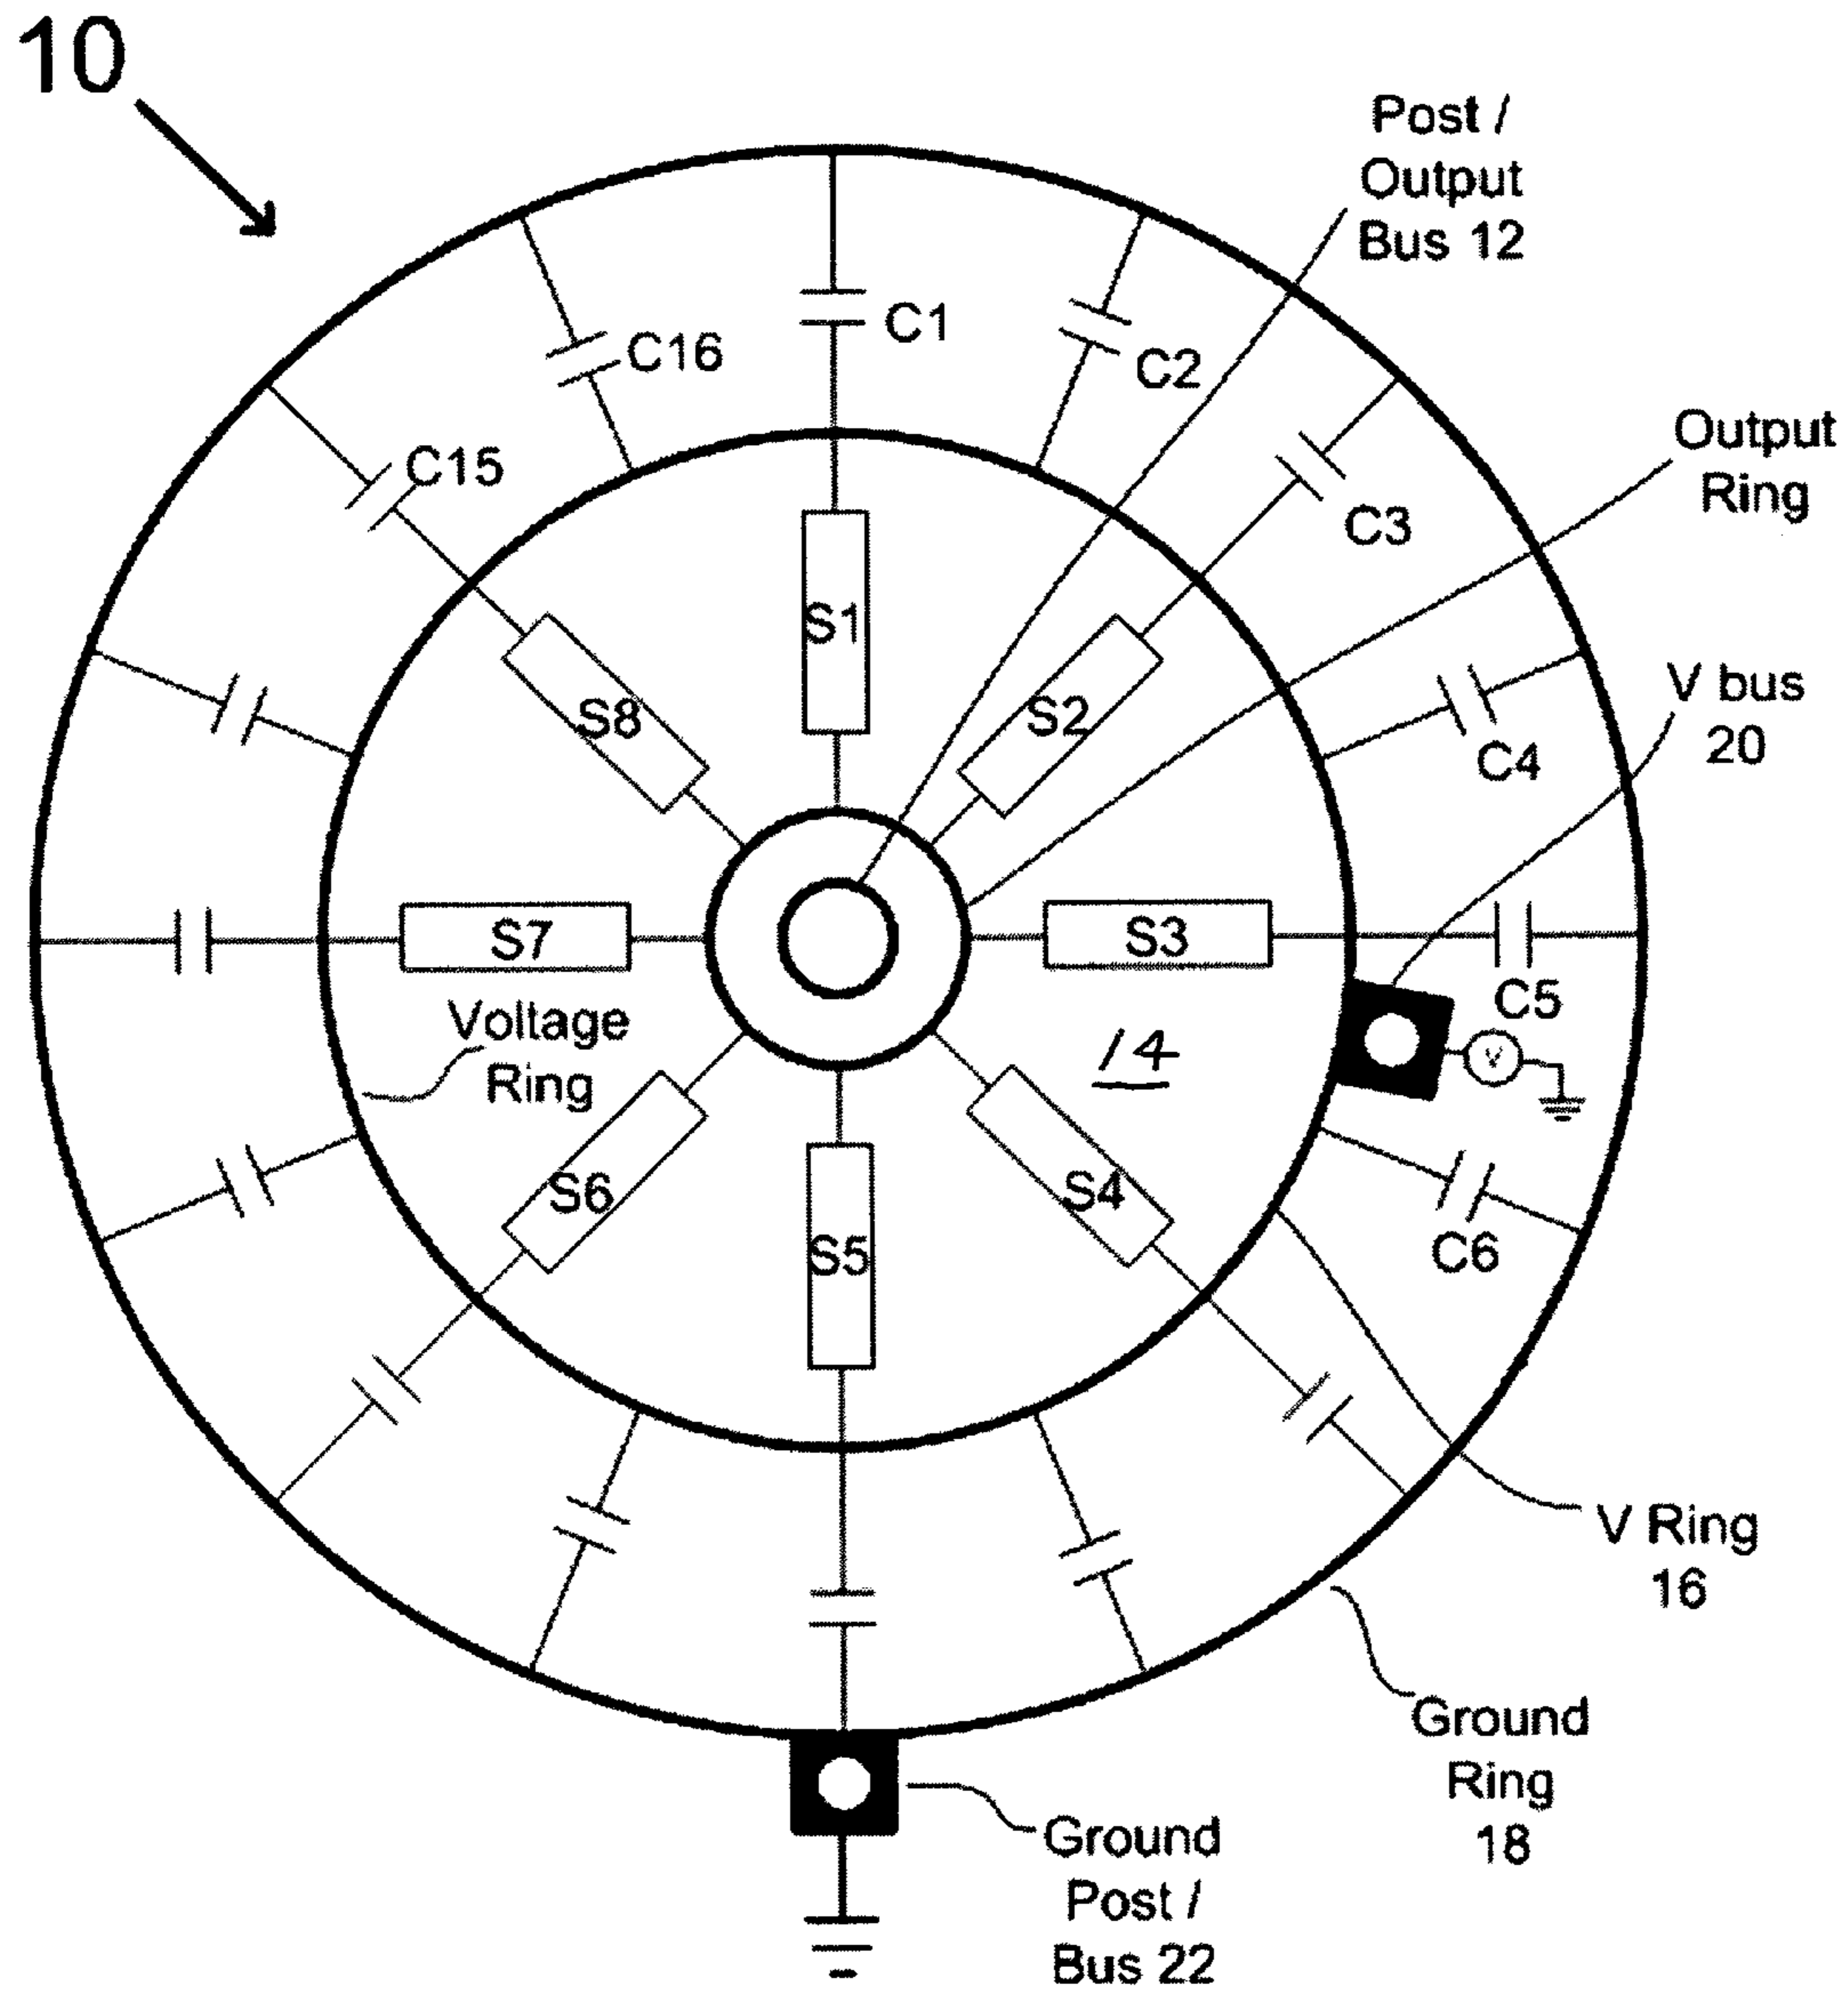 10
Post /
Output
Bus 12
C1
C2
C16
C15
C3
Output
Ring
V bus
20
C4
S1
S2
S8
S7
S3
C5
Voltage
Ring
14
V
S6
S5
S4
C6
V Ring
16
Ground
Ring
18
Ground
Post /
Bus 22